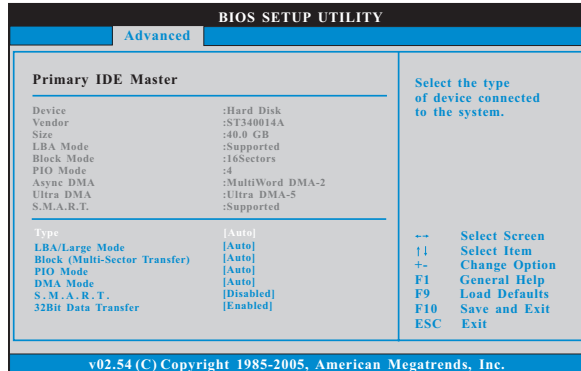 BIOS SETUP UTILITY
Advanced
Primary IDE Master
Device :Hard Disk
Vendor :ST340014A
Size :40.0 GB
LBA Mode :Supported
Block Mode :16Sectors
PIO Mode :4
Async DMA :MultiWord DMA-2
Ultra DMA :Ultra DMA-5
S.M.A.R.T. :Supported
Type [Auto]
LBA/Large Mode [Auto]
Block (Multi-Sector Transfer) [Auto]
PIO Mode [Auto]
DMA Mode [Auto]
S.M.A.R.T. [Disabled]
32Bit Data Transfer [Enabled]
Select the type
of device connected
to the system.
←→ Select Screen
↑↓ Select Item
+- Change Option
F1 General Help
F9 Load Defaults
F10 Save and Exit
ESC Exit
v02.54 (C) Copyright 1985-2005, American Megatrends, Inc.